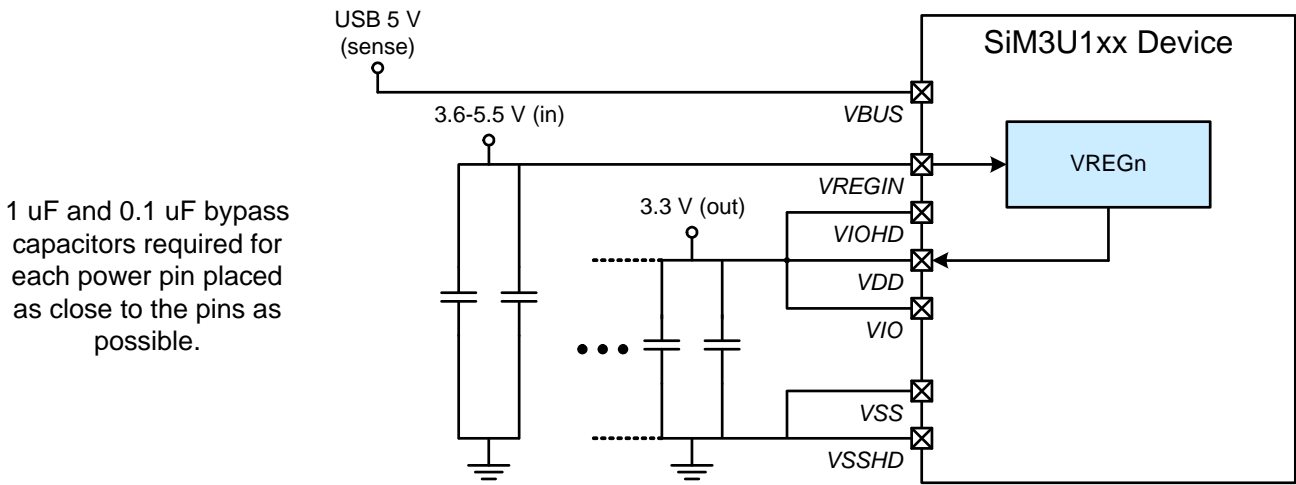 USB 5 V
(sense)
SiM3U1xx Device
VBUS
3.6-5.5 V (in)
VREGn
VREGIN
1 uF and 0.1 uF bypass
capacitors required for
each power pin placed
as close to the pins as
possible.
3.3 V (out)
VIOHD
VDD
VIO
VSS
VSSHD